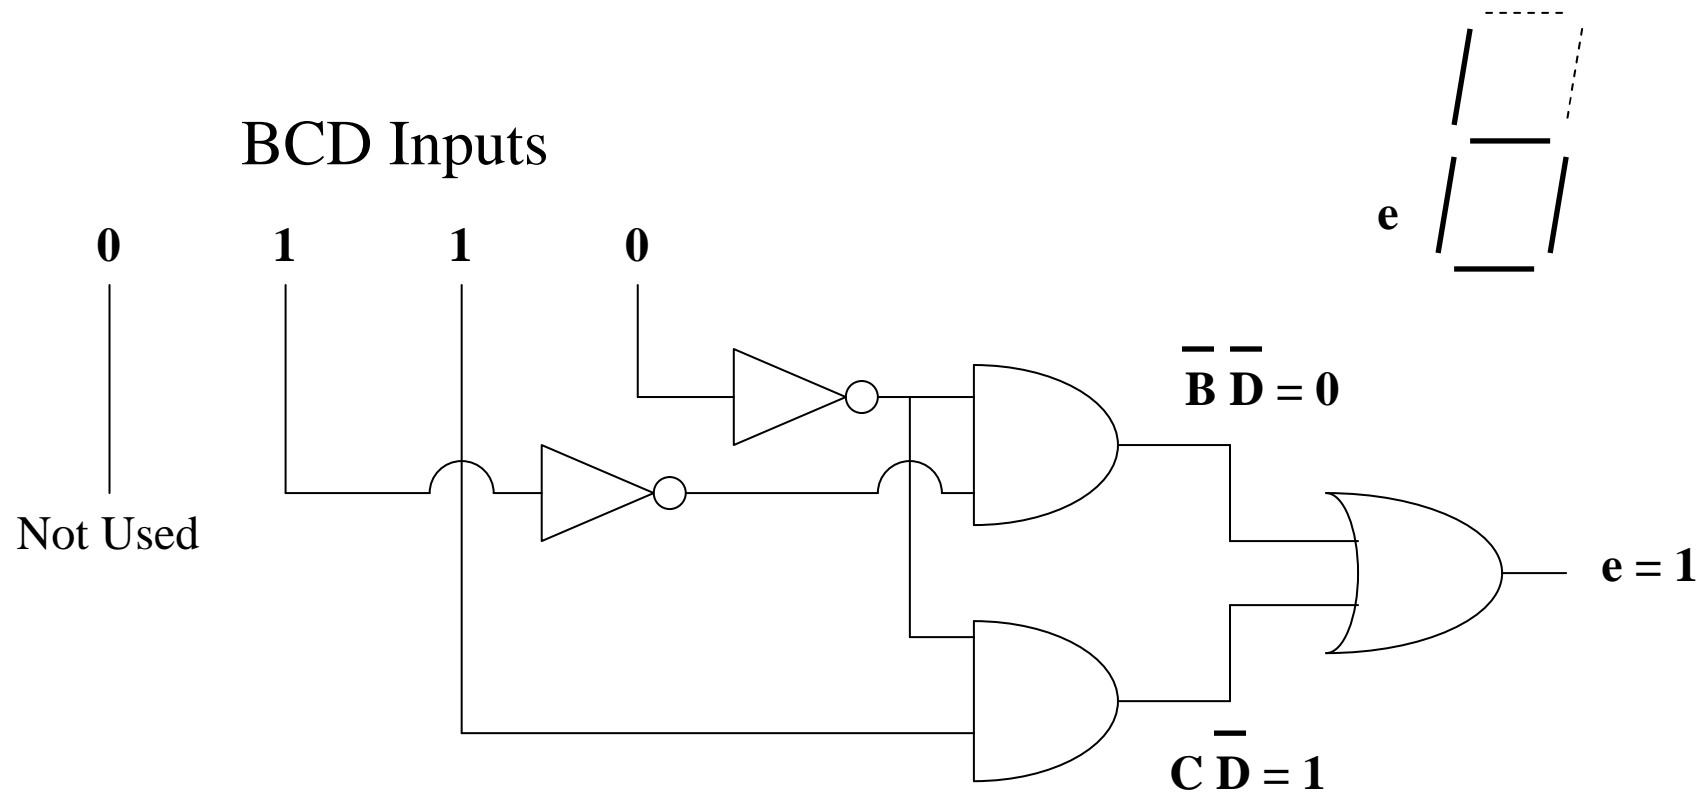 BCD Inputs
0 1 1 0
e
B̅ D̅ = 0
Not Used
e = 1
C D̅ = 1